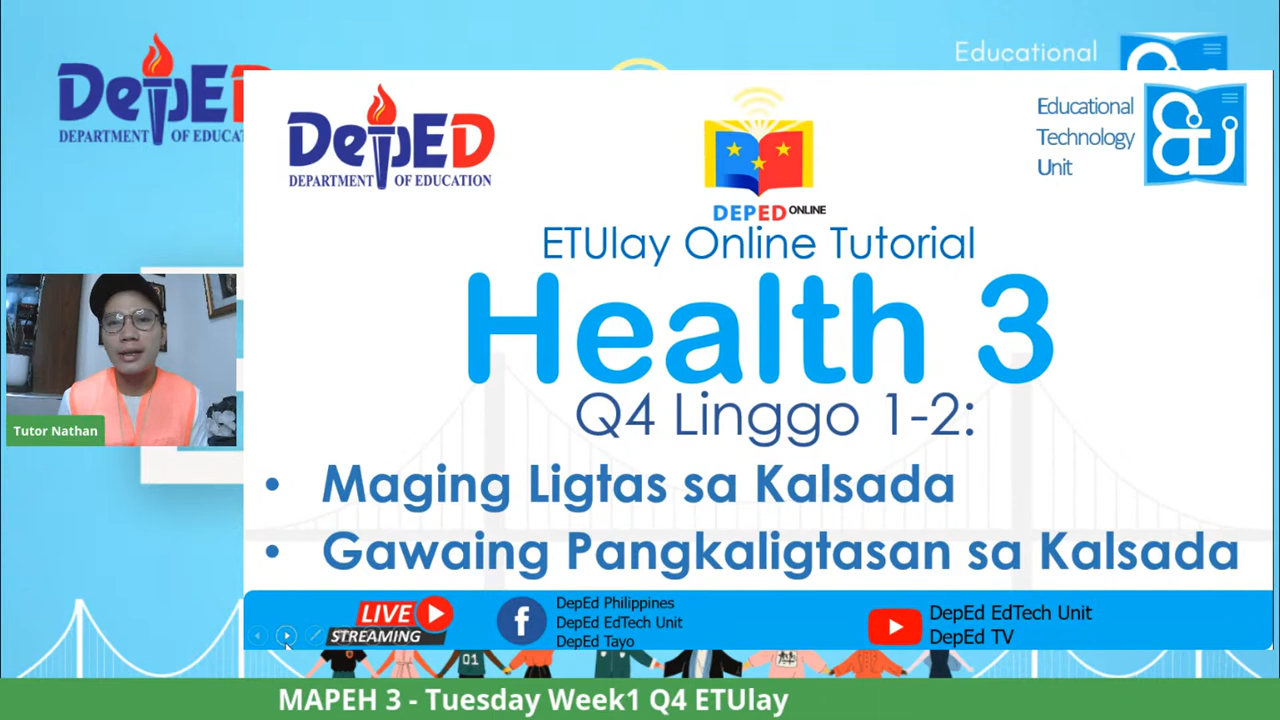 DepED
DEPARTMENT OF EDUCA
Educational
DepED
DEPARTMENT OF EDUCATION
DEPED ONLINE
Educational
Technology
Unit
ETUlay Online Tutorial
Health 3
Q4 Linggo 1-2:
• Maging Ligtas sa Kalsada
• Gawaing Pangkaligtasan sa Kalsada
Tutor Nathan
LIVE
STREAMING
DepEd Philippines
DepEd EdTech Unit
DepEd Tayo
DepEd EdTech Unit
DepEd TV
01
MAPEH 3 - Tuesday Week1 Q4 ETUlay